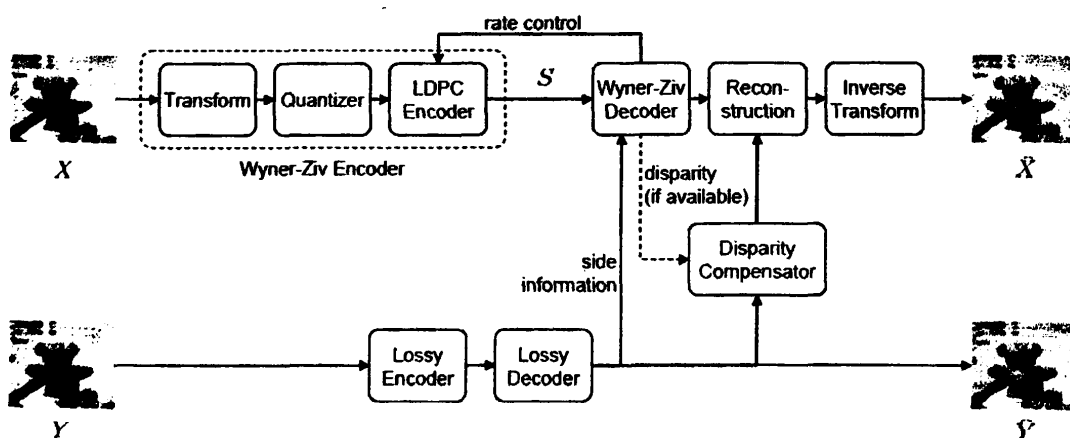 rate control
Transform
Quantizer
LDPC
Encoder
S
Wyner-Ziv
Decoder
Recon-
struction
Inverse
Transform
X
Wyner-Ziv Encoder
X̂
disparity
(if available)
Disparity
Compensator
side
information
Lossy
Encoder
Lossy
Decoder
Y
Ŷ